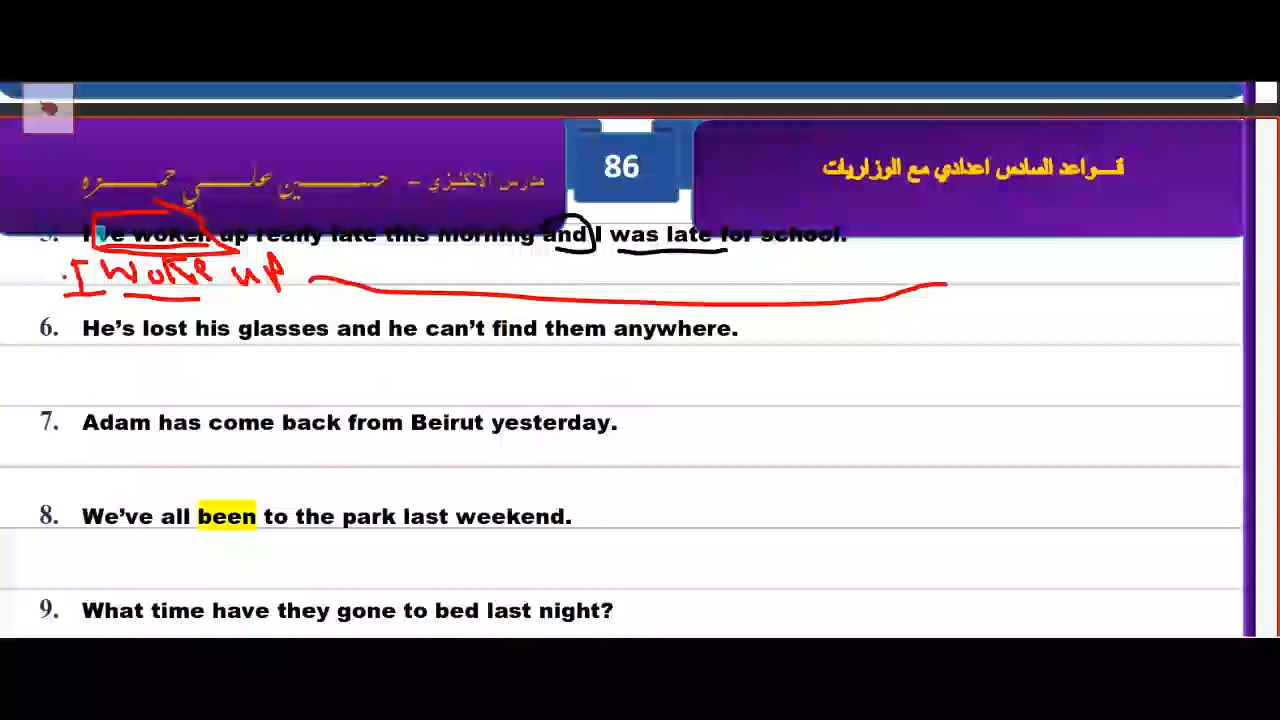 قواعد السادس اعدادي مع الوزاريات
86
مدرس الانكليزي - حسين علي حمزه
5. I've woken up really late this morning and I was late for school.
I woke up
6. He's lost his glasses and he can't find them anywhere.
7. Adam has come back from Beirut yesterday.
8. We've all been to the park last weekend.
9. What time have they gone to bed last night?